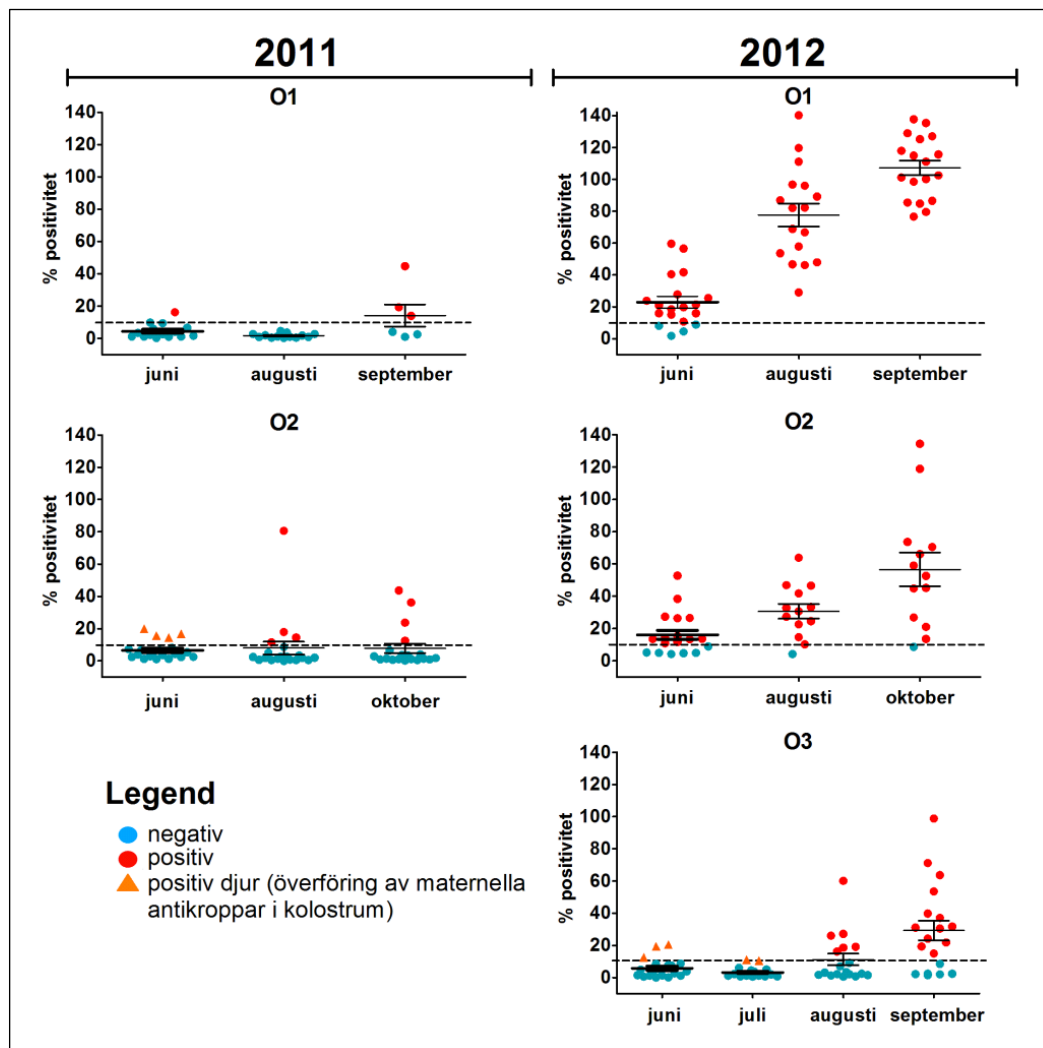 2011
2012
O1
% positivitet
140
120
100
80
60
40
20
0
juni augusti september
O1
% positivitet
140
120
100
80
60
40
20
0
juni augusti september
O2
% positivitet
140
120
100
80
60
40
20
0
juni augusti oktober
O2
% positivitet
140
120
100
80
60
40
20
0
juni augusti oktober
O3
% positivitet
140
120
100
80
60
40
20
0
juni juli augusti september
Legend
negativ
positiv
positiv djur (överföring av maternella
antikroppar i kolostrum)